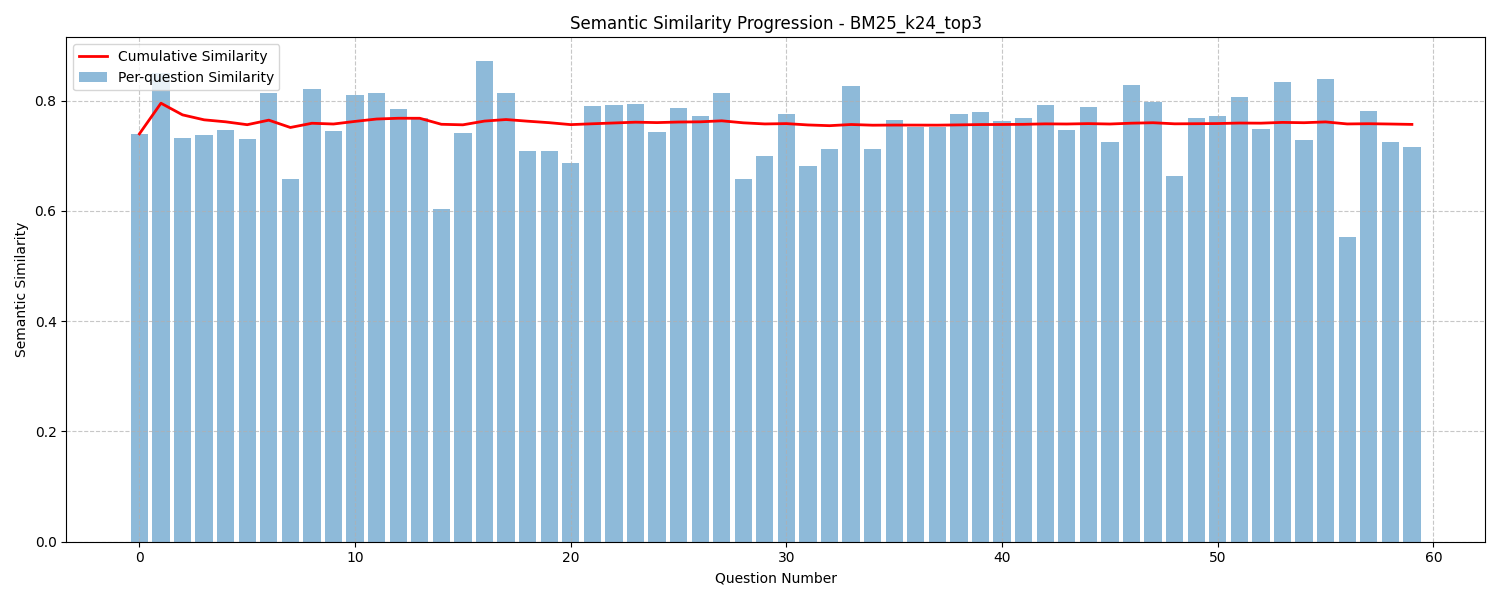 Semantic Similarity Progression - BM25_k24_top3
Cumulative Similarity
Per-question Similarity
0.8
0.6
0.4
0.2
0.0
Semantic Similarity
0 10 20 30 40 50 60
Question Number